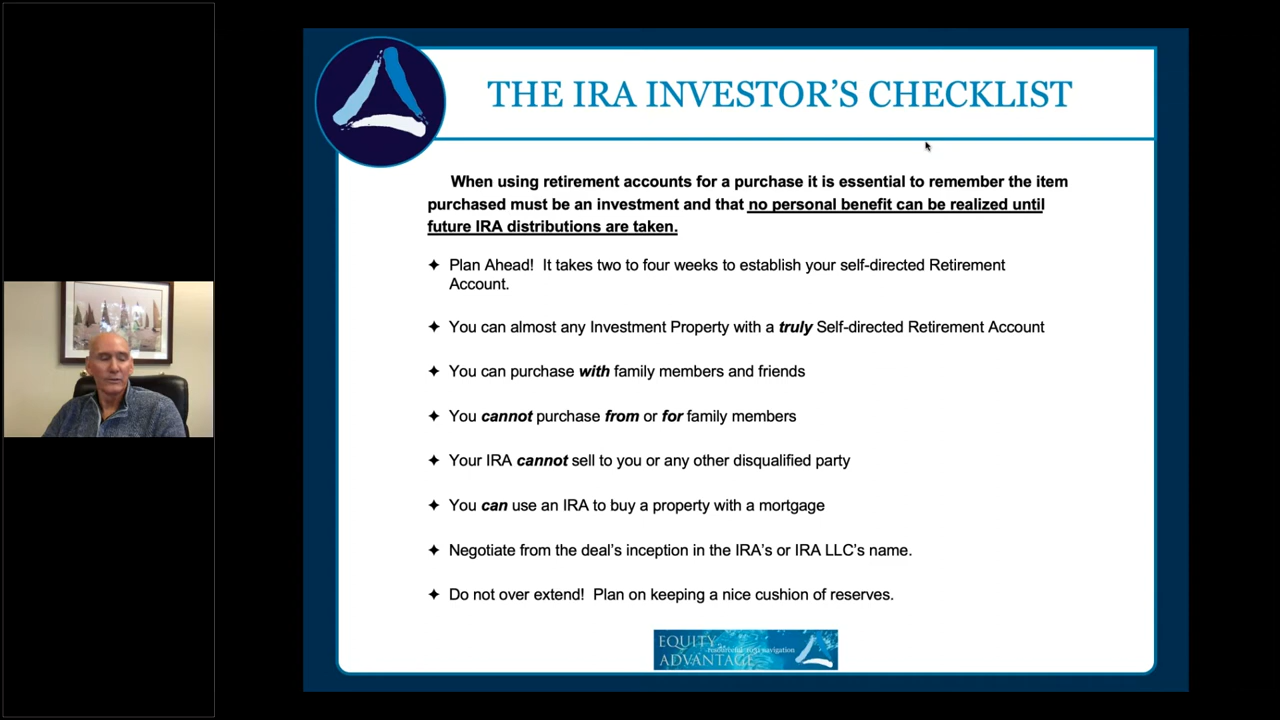 THE IRA INVESTOR'S CHECKLIST
When using retirement accounts for a purchase it is essential to remember the item
purchased must be an investment and that no personal benefit can be realized until
future IRA distributions are taken.
✦ Plan Ahead!  It takes two to four weeks to establish your self-directed Retirement
Account.
✦ You can almost any Investment Property with a truly Self-directed Retirement Account
✦ You can purchase with family members and friends
✦ You cannot purchase from or for family members
✦ Your IRA cannot sell to you or any other disqualified party
✦ You can use an IRA to buy a property with a mortgage
✦ Negotiate from the deal's inception in the IRA's or IRA LLC's name.
✦ Do not over extend!  Plan on keeping a nice cushion of reserves.
EQUITY
navigation
ADVANTAGE